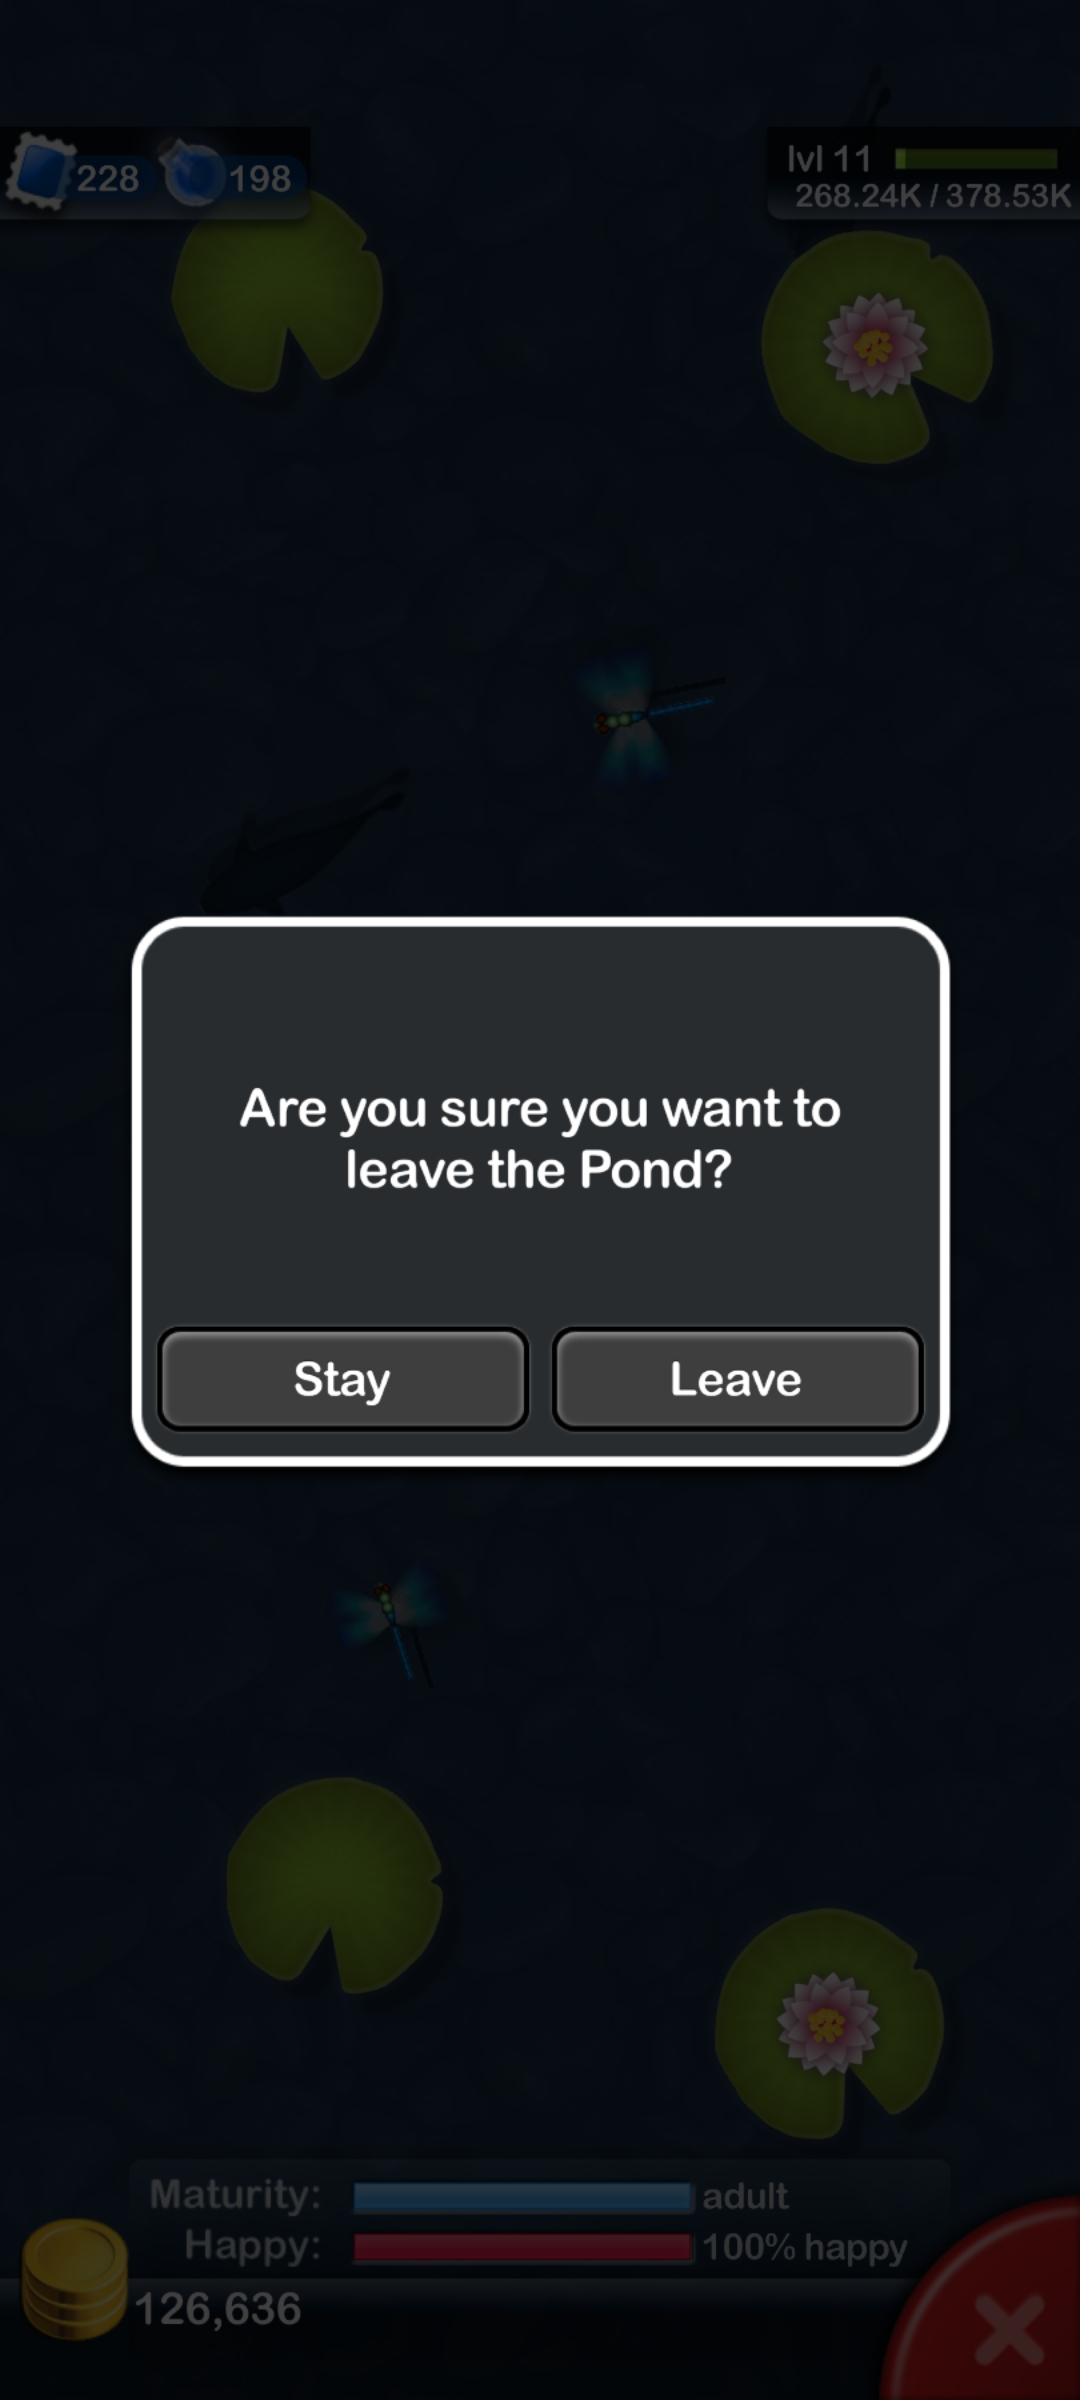 228 198
lvl 11
268.24K / 378.53K
Are you sure you want to
leave the Pond?
Stay Leave
Maturity: adult
Happy: 100% happy
126,636